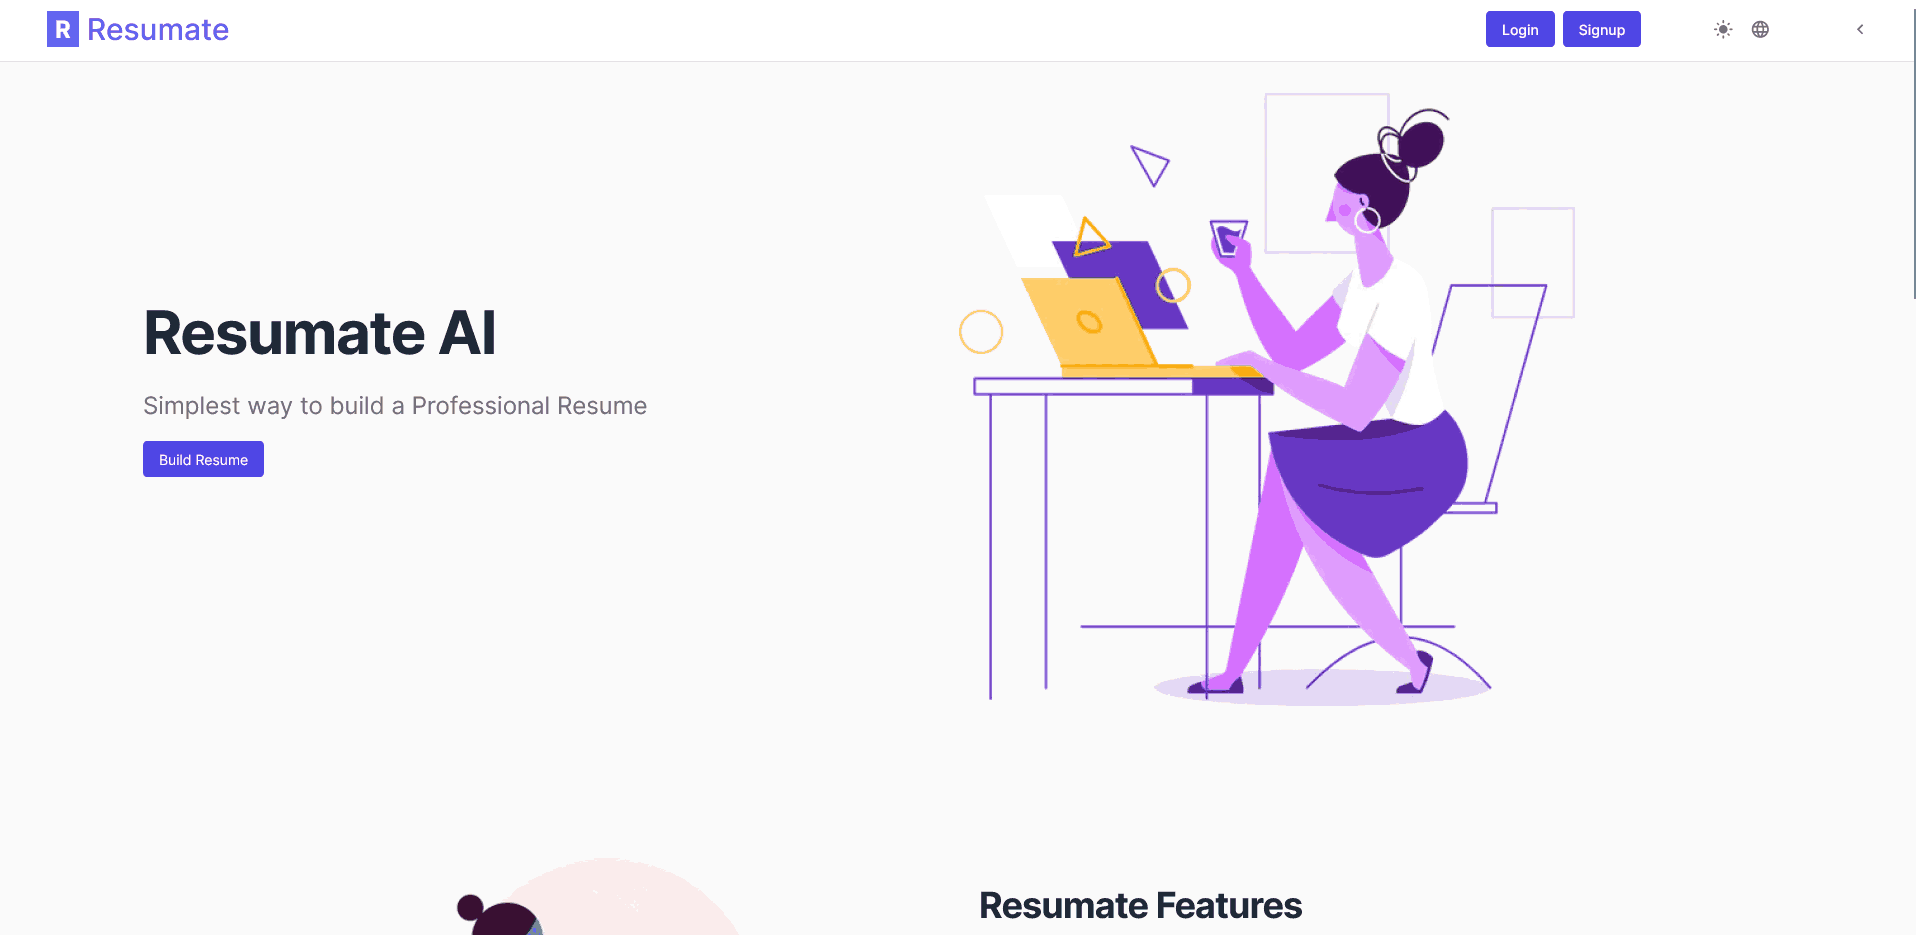 R Resumate
Login
Signup
Resumate AI
Simplest way to build a Professional Resume
Build Resume
Resumate Features